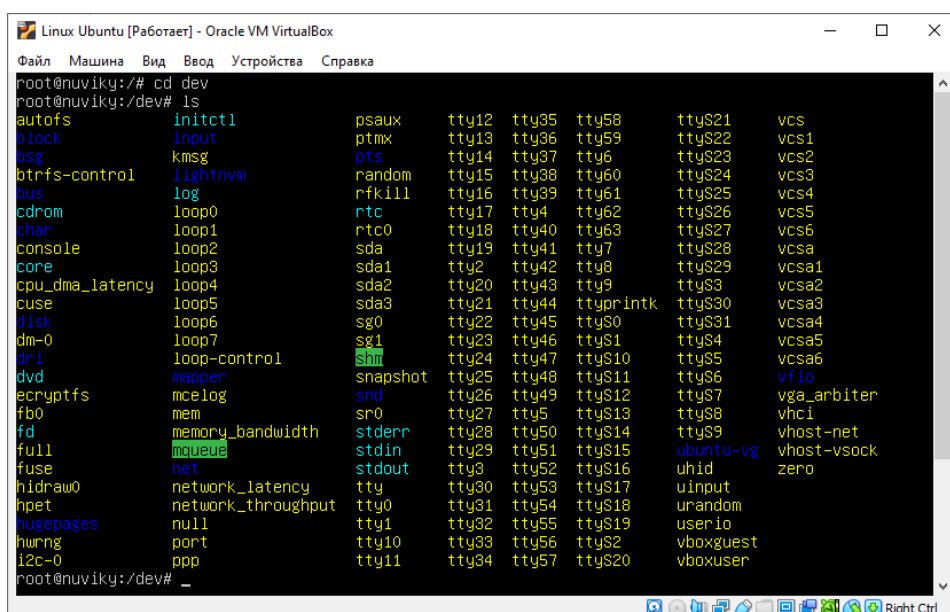 Linux Ubuntu [Работает] - Oracle VM VirtualBox
Файл Машина Вид Ввод Устройства Справка
root@nuviky:/# cd dev
root@nuviky:/dev# ls
autofs initctl psaux tty12 tty35 tty58 ttyS21 vcs
block input ptmx tty13 tty36 tty59 ttyS22 vcs1
bsg kmsg pts tty14 tty37 tty6 ttyS23 vcs2
btrfs-control lightnvm random tty15 tty38 tty60 ttyS24 vcs3
bus log rfkill tty16 tty39 tty61 ttyS25 vcs4
cdrom loop0 rtc tty17 tty4 tty62 ttyS26 vcs5
char loop1 rtc0 tty18 tty40 tty63 ttyS27 vcs6
console loop2 sda tty19 tty41 tty7 ttyS28 vcsa
core loop3 sda1 tty2 tty42 tty8 ttyS29 vcsa1
cpu_dma_latency loop4 sda2 tty20 tty43 tty9 ttyS3 vcsa2
cuse loop5 sda3 tty21 tty44 ttyprintk ttyS30 vcsa3
disk loop6 sg0 tty22 tty45 ttyS0 ttyS31 vcsa4
dm-0 loop7 sg1 tty23 tty46 ttyS1 ttyS4 vcsa5
dri loop-control shm tty24 tty47 ttyS10 ttyS5 vcsa6
dvd mapper snapshot tty25 tty48 ttyS11 ttyS6 vfio
ecryptfs mcelog snd tty26 tty49 ttyS12 ttyS7 vga_arbiter
fb0 mem sr0 tty27 tty5 ttyS13 ttyS8 vhci
fd memory_bandwidth stderr tty28 tty50 ttyS14 ttyS9 vhost-net
full mqueue stdin tty29 tty51 ttyS15 ubuntu-vg vhost-vsock
fuse net stdout tty3 tty52 ttyS16 uhid zero
hidraw0 network_latency tty tty30 tty53 ttyS17 uinput
hpet network_throughput tty0 tty31 tty54 ttyS18 urandom
hugepages null tty1 tty32 tty55 ttyS19 userio
hwrng port tty10 tty33 tty56 ttyS2 vboxguest
i2c-0 ppp tty11 tty34 tty57 ttyS20 vboxuser
root@nuviky:/dev# _
Right Ctrl